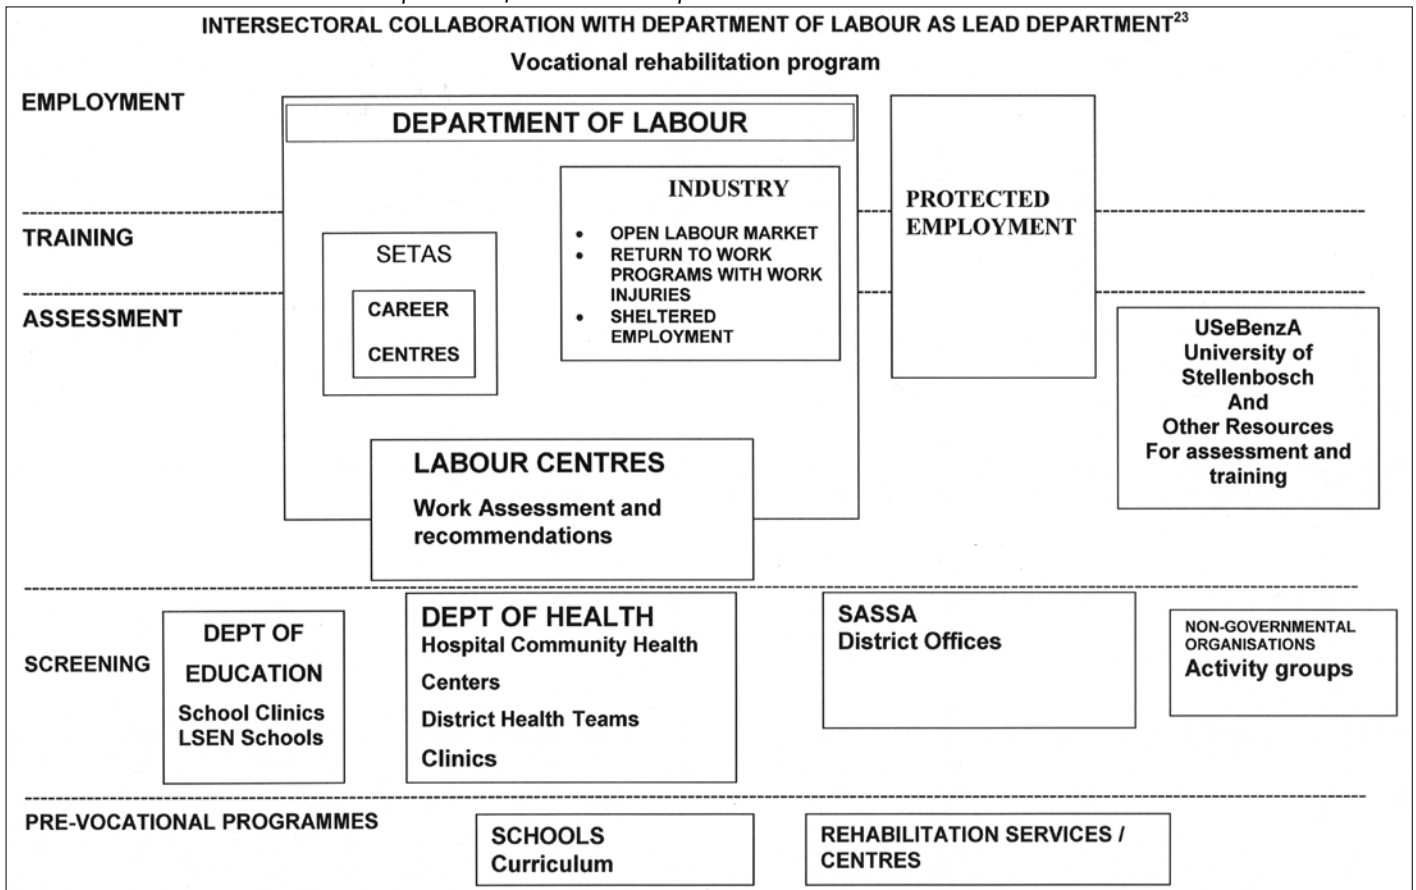 INTERSECTORAL COLLABORATION WITH DEPARTMENT OF LABOUR AS LEAD DEPARTMENT23
Vocational rehabilitation program
EMPLOYMENT
DEPARTMENT OF LABOUR
INDUSTRY
• OPEN LABOUR MARKET
• RETURN TO WORK
PROGRAMS WITH WORK
INJURIES
• SHELTERED
EMPLOYMENT
PROTECTED
EMPLOYMENT
TRAINING
SETAS
CAREER
CENTRES
ASSESSMENT
USeBenzA
University of
Stellenbosch
And
Other Resources
For assessment and
training
LABOUR CENTRES
Work Assessment and
recommendations
SCREENING
DEPT OF
EDUCATION
School Clinics
LSEN Schools
DEPT OF HEALTH
Hospital Community Health
Centers
District Health Teams
Clinics
SASSA
District Offices
NON-GOVERNMENTAL
ORGANISATIONS
Activity groups
PRE-VOCATIONAL PROGRAMMES
SCHOOLS
Curriculum
REHABILITATION SERVICES /
CENTRES